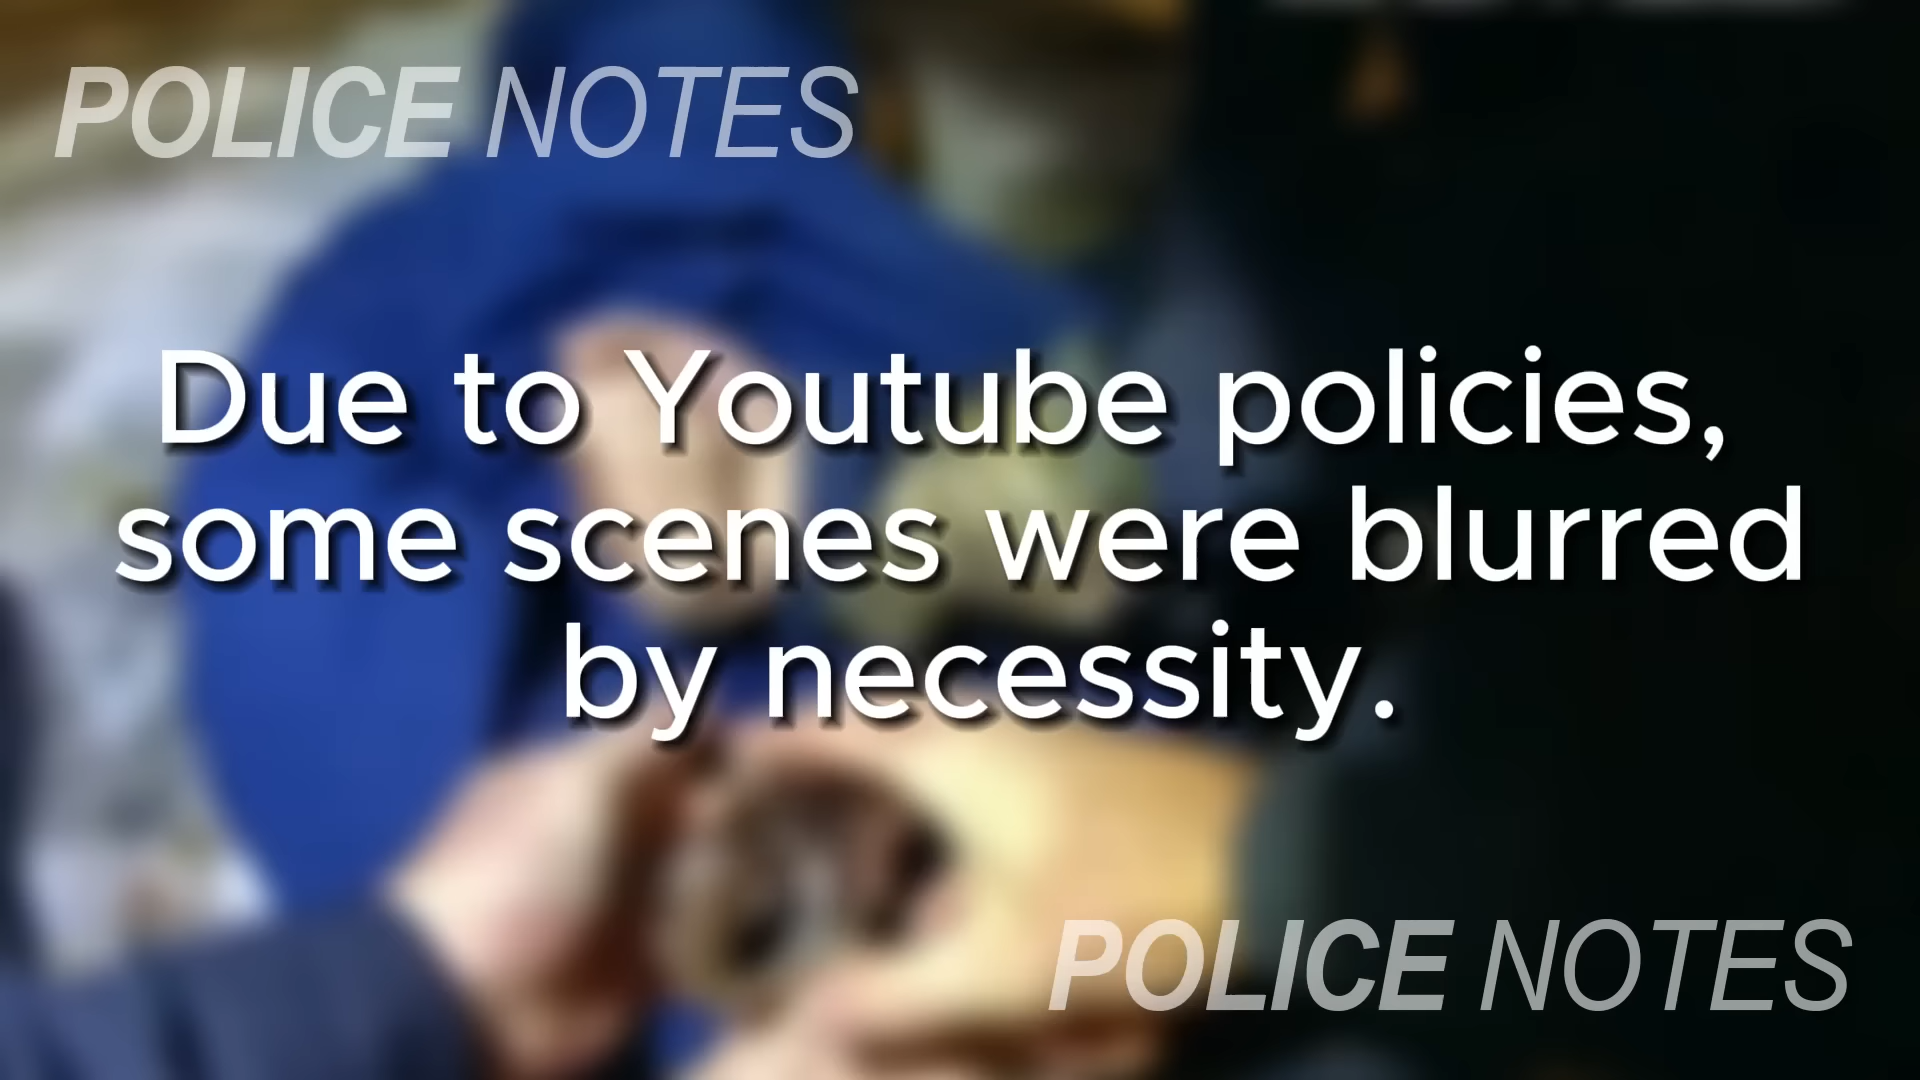 POLICE NOTES
Due to Youtube policies,
some scenes were blurred
by necessity.
POLICE NOTES